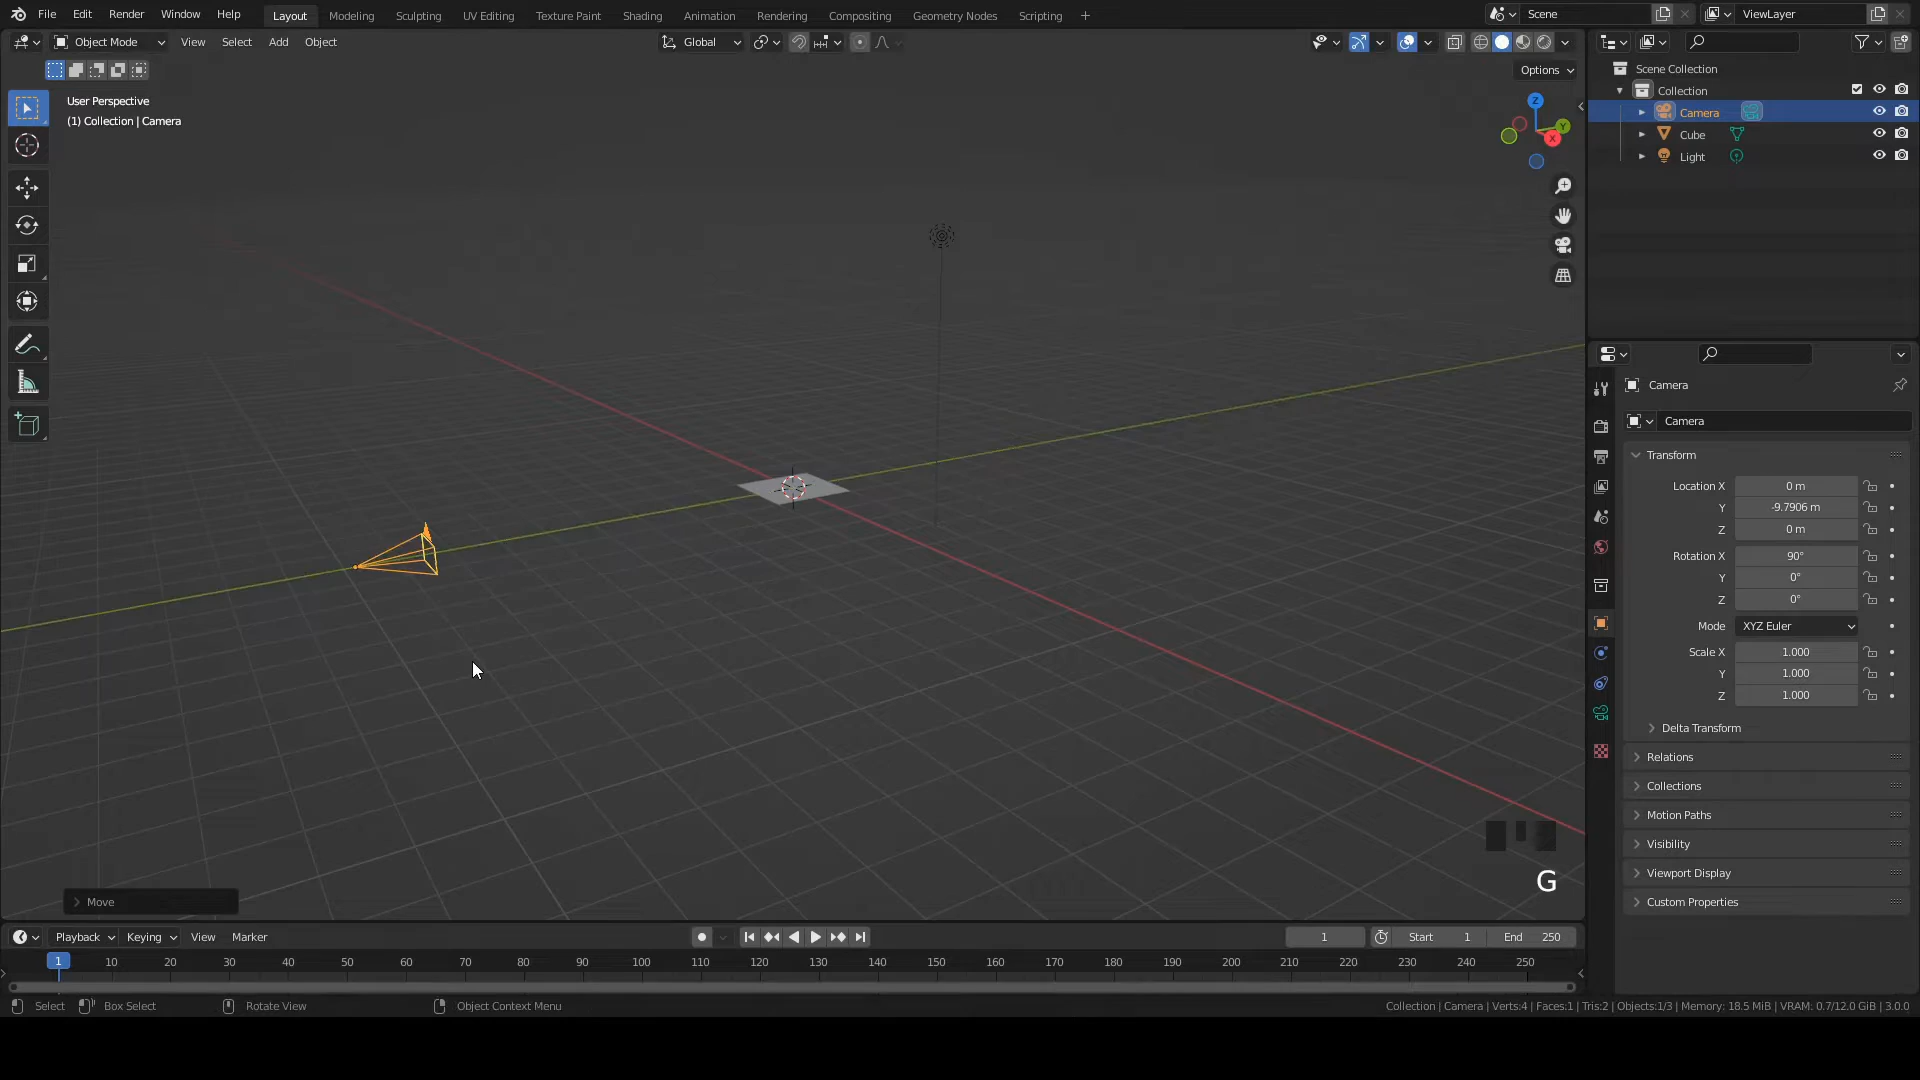 File Edit Render Window Help Layout Modeling Sculpting UV Editing Texture Paint Shading Animation Rendering Compositing Geometry Nodes Scripting + Scene ViewLayer
Object Mode View Select Add Object Global
Options
User Perspective
(1) Collection | Camera
Z
Y
X
Scene Collection
Collection
Camera
Cube
Light
Camera
Camera
Transform
Location X 0 m
Y -9.7906 m
Z 0 m
Rotation X 90°
Y 0°
Z 0°
Mode XYZ Euler
Scale X 1.000
Y 1.000
Z 1.000
Delta Transform
Relations
Collections
Motion Paths
Visibility
Viewport Display
Custom Properties
G
Move
Playback Keying View Marker 1 Start 1 End 250
1 10 20 30 40 50 60 70 80 90 100 110 120 130 140 150 160 170 180 190 200 210 220 230 240 250
Select Box Select Rotate View Object Context Menu Collection | Camera | Verts:4 | Faces:1 | Tris:2 | Objects:1/3 | Memory: 18.5 MiB | VRAM: 0.7/12.0 GiB | 3.0.0